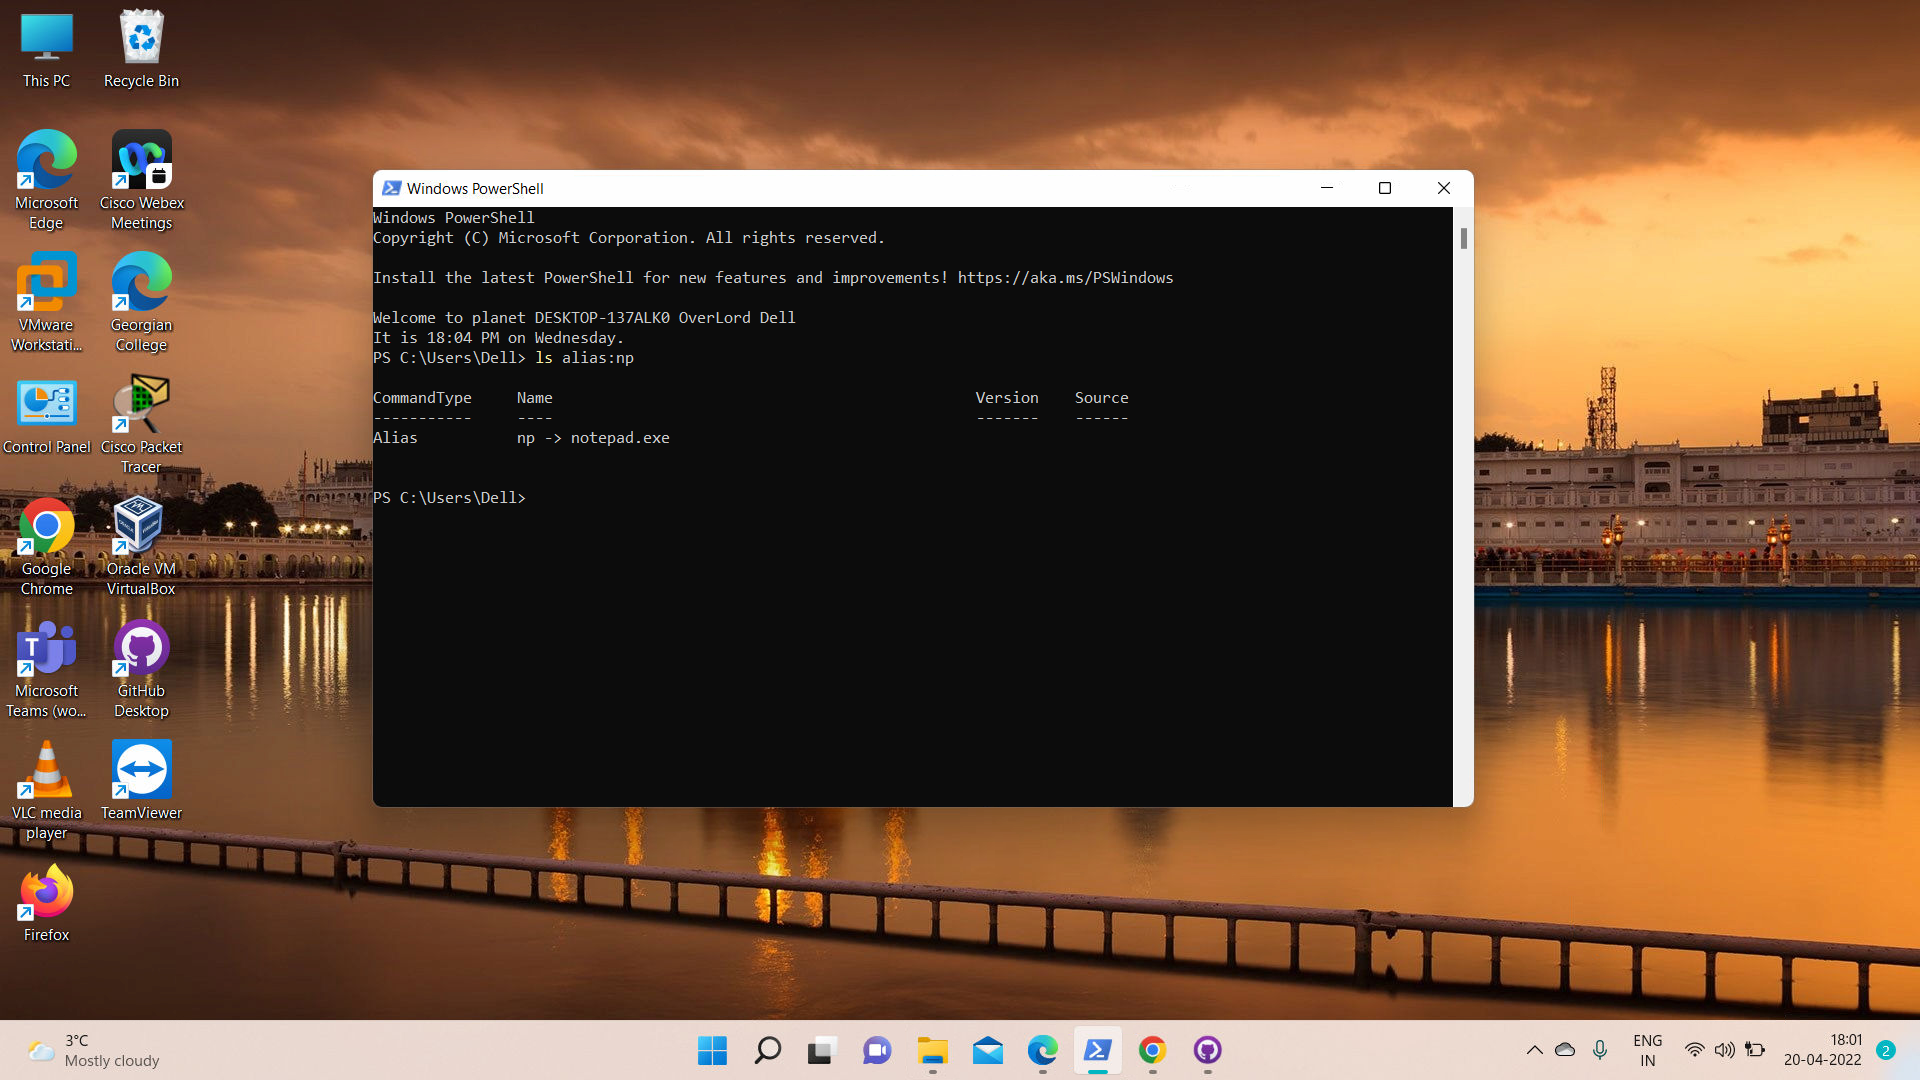 This PC
Recycle Bin
Microsoft
Edge
Cisco Webex
Meetings
VMware
Workstati...
Georgian
College
Control Panel
Cisco Packet
Tracer
Google
Chrome
Oracle VM
VirtualBox
Microsoft
Teams (wo...
GitHub
Desktop
VLC media
player
TeamViewer
Firefox
Windows PowerShell
Windows PowerShell
Copyright (C) Microsoft Corporation. All rights reserved.
Install the latest PowerShell for new features and improvements! https://aka.ms/PSWindows
Welcome to planet DESKTOP-137ALK0 OverLord Dell
It is 18:04 PM on Wednesday.
PS C:\Users\Dell> ls alias:np
CommandType Name Version Source
----------- ---- ------- ------
Alias np -> notepad.exe
PS C:\Users\Dell>
3°C
Mostly cloudy
ENG
IN
18:01
20-04-2022
2